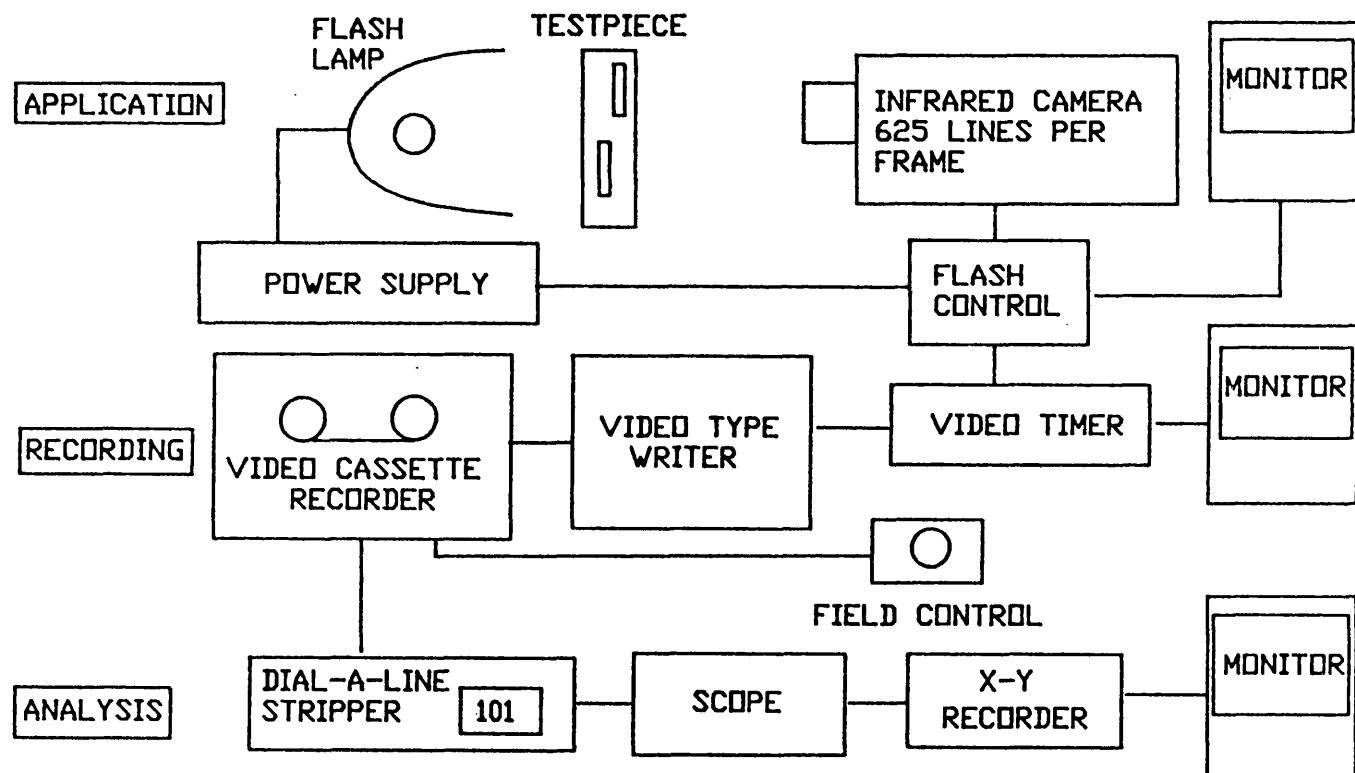 FLASH
LAMP
TESTPIECE
APPLICATION
INFRARED CAMERA
625 LINES PER
FRAME
MONITOR
POWER SUPPLY
FLASH
CONTROL
RECORDING
VIDEO CASSETTE
RECORDER
VIDEO TYPE
WRITER
VIDEO TIMER
MONITOR
FIELD CONTROL
ANALYSIS
DIAL-A-LINE
STRIPPER
101
SCOPE
X-Y
RECORDER
MONITOR